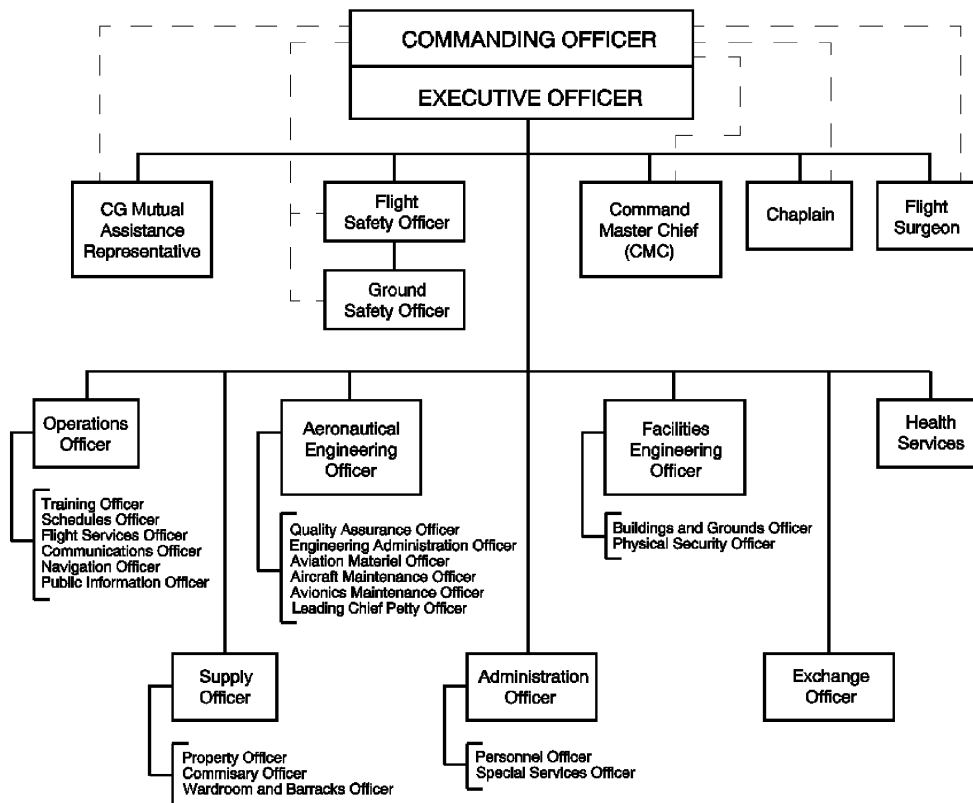 COMMANDING OFFICER
EXECUTIVE OFFICER
CG Mutual
Assistance
Representative
Flight
Safety Officer
Ground
Safety Officer
Command
Master Chief
(CMC)
Chaplain
Flight
Surgeon
Operations
Officer
Training Officer
Schedules Officer
Flight Services Officer
Communications Officer
Navigation Officer
Public Information Officer
Aeronautical
Engineering
Officer
Quality Assurance Officer
Engineering Administration Officer
Aviation Materiel Officer
Aircraft Maintenance Officer
Avionics Maintenance Officer
Leading Chief Petty Officer
Facilities
Engineering
Officer
Buildings and Grounds Officer
Physical Security Officer
Health
Services
Supply
Officer
Property Officer
Commisary Officer
Wardroom and Barracks Officer
Administration
Officer
Personnel Officer
Special Services Officer
Exchange
Officer